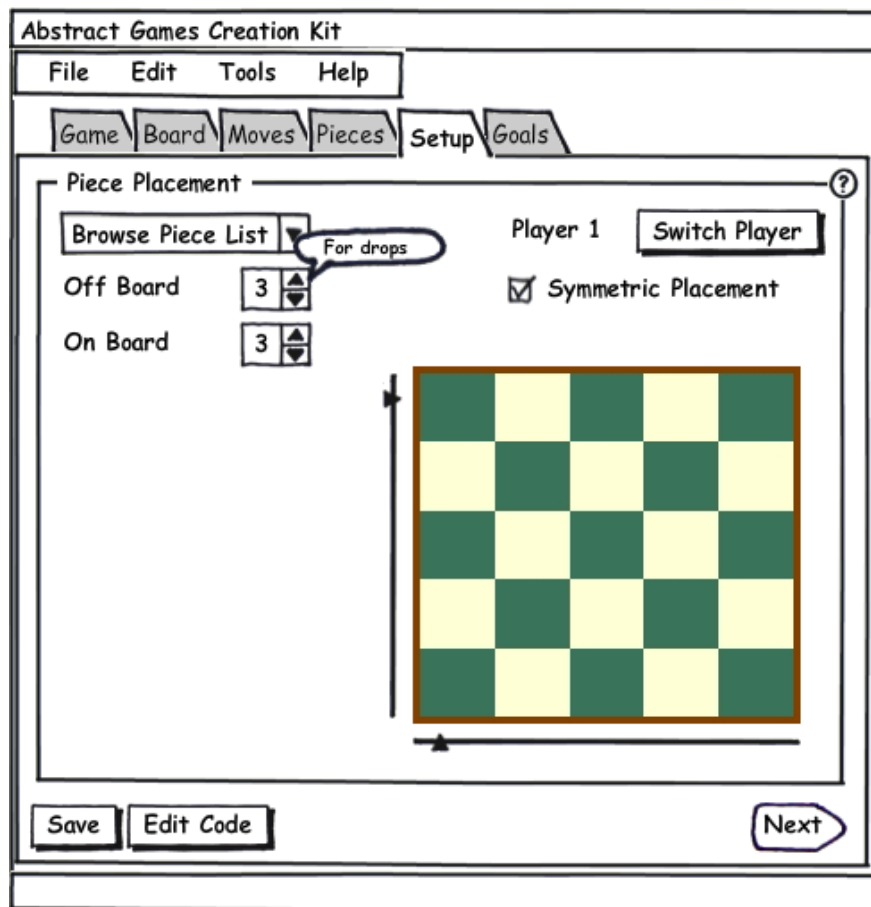 Abstract Games Creation Kit
File Edit Tools Help
Game Board Moves Pieces Setup Goals
Piece Placement ?
Browse Piece List
For drops
Player 1 Switch Player
Off Board 3
Symmetric Placement
On Board 3
Save Edit Code Next